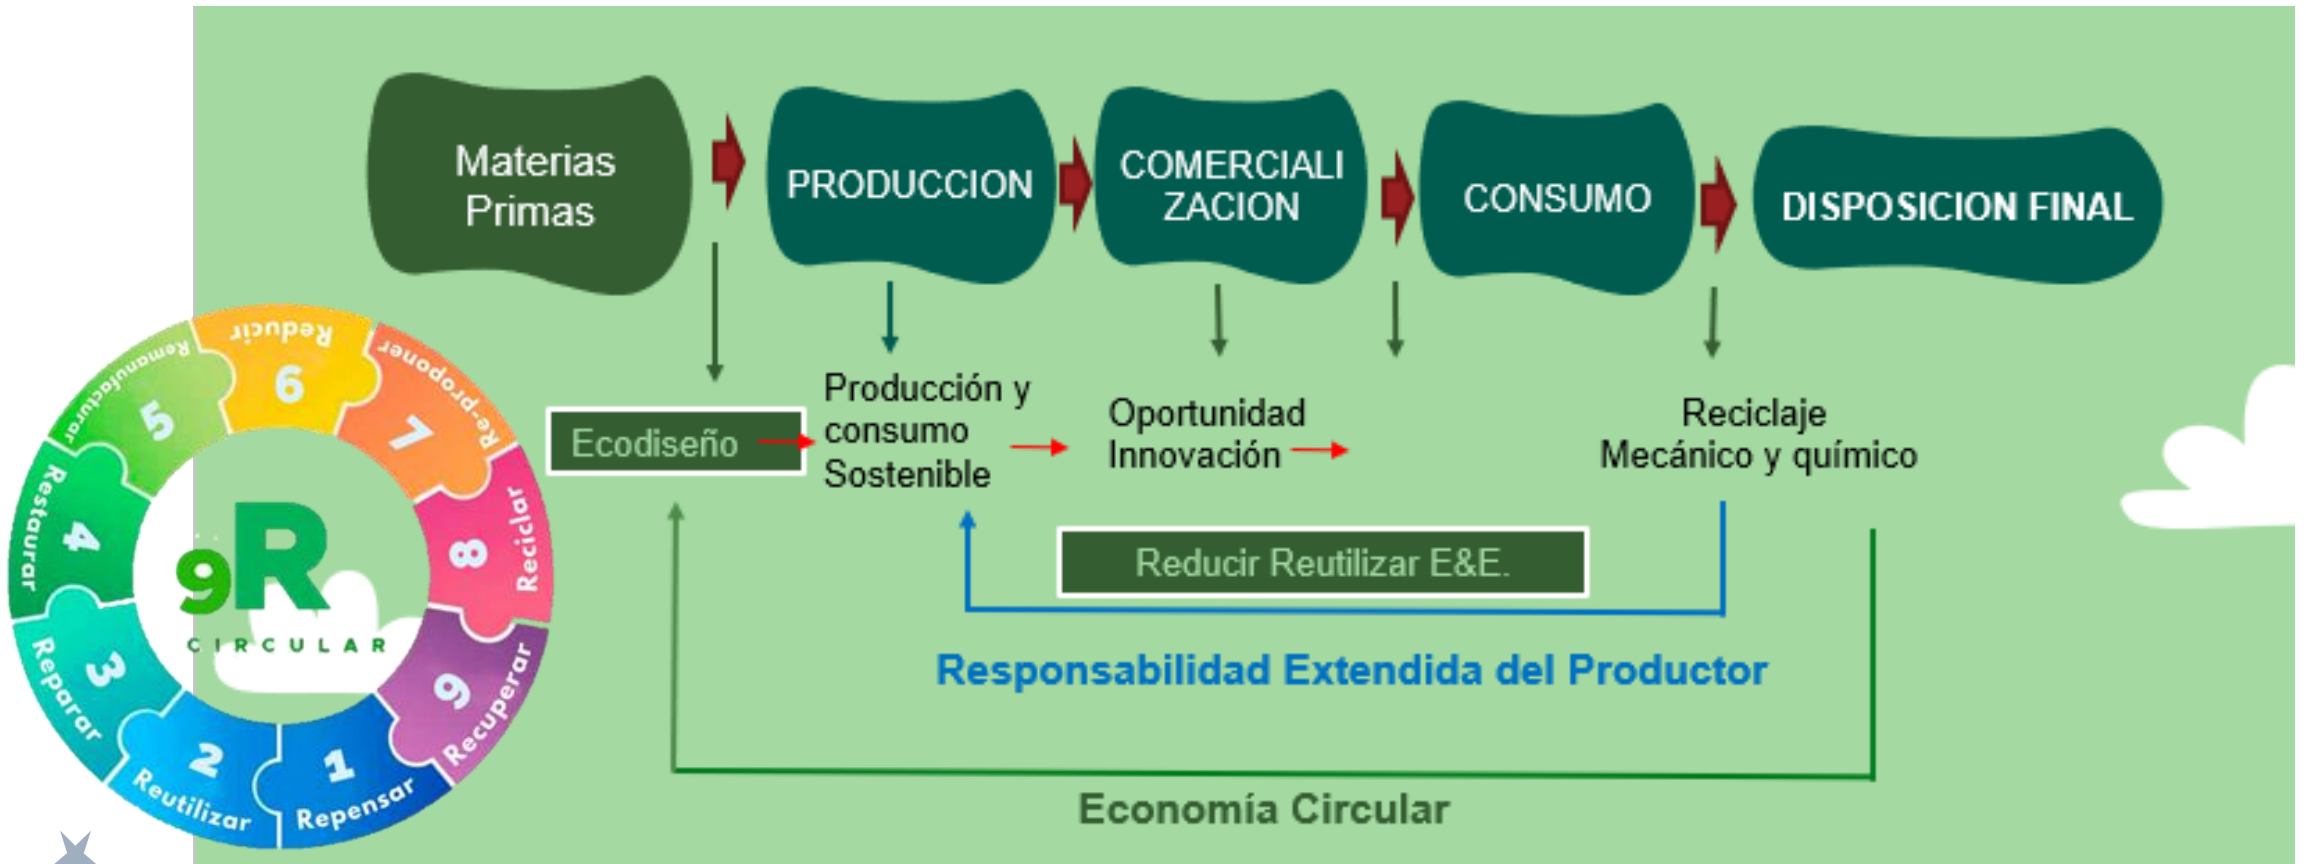 Materias
Primas
PRODUCCION
COMERCIALI
ZACION
CONSUMO
DISPOSICION FINAL
Ecodiseño
Producción y
consumo
Sostenible
Oportunidad
Innovación
Reciclaje
Mecánico y químico
Reducir Reutilizar E&E.
Responsabilidad Extendida del Productor
Economía Circular
9R
CIRCULAR
1
Repensar
2
Reutilizar
3
Reparar
4
Restaurar
5
Remanufacturar
6
Reducir
7
Re-proponer
8
Reciclar
9
Recuperar